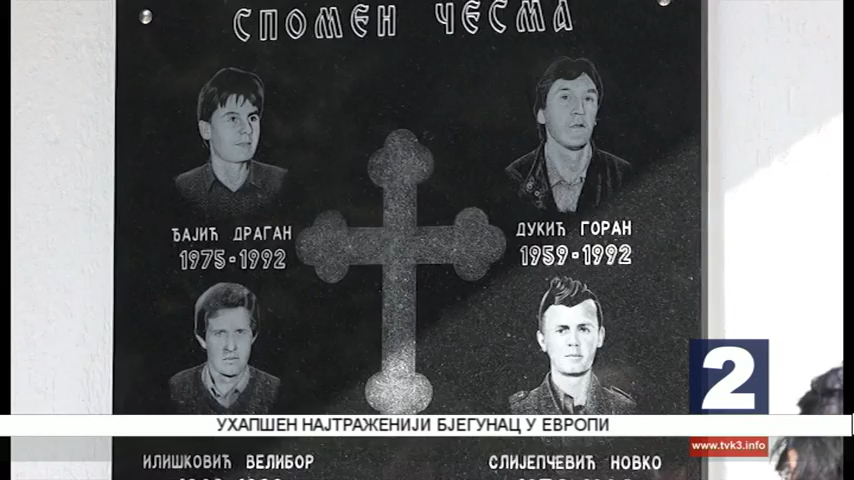 СПОМЕН ЧЕСМА
ЂАЈИЋ ДРАГАН
1975-1992
ДУКИЋ ГОРАН
1959-1992
2
УХАПШЕН НАЈТРАЖЕНИЈИ БЈЕГУНАЦ У ЕВРОПИ
www.tvk3.info
ИЛИШКОВИЋ ВЕЛИБОР
СЛИЈЕПЧЕВИЋ НОВКО